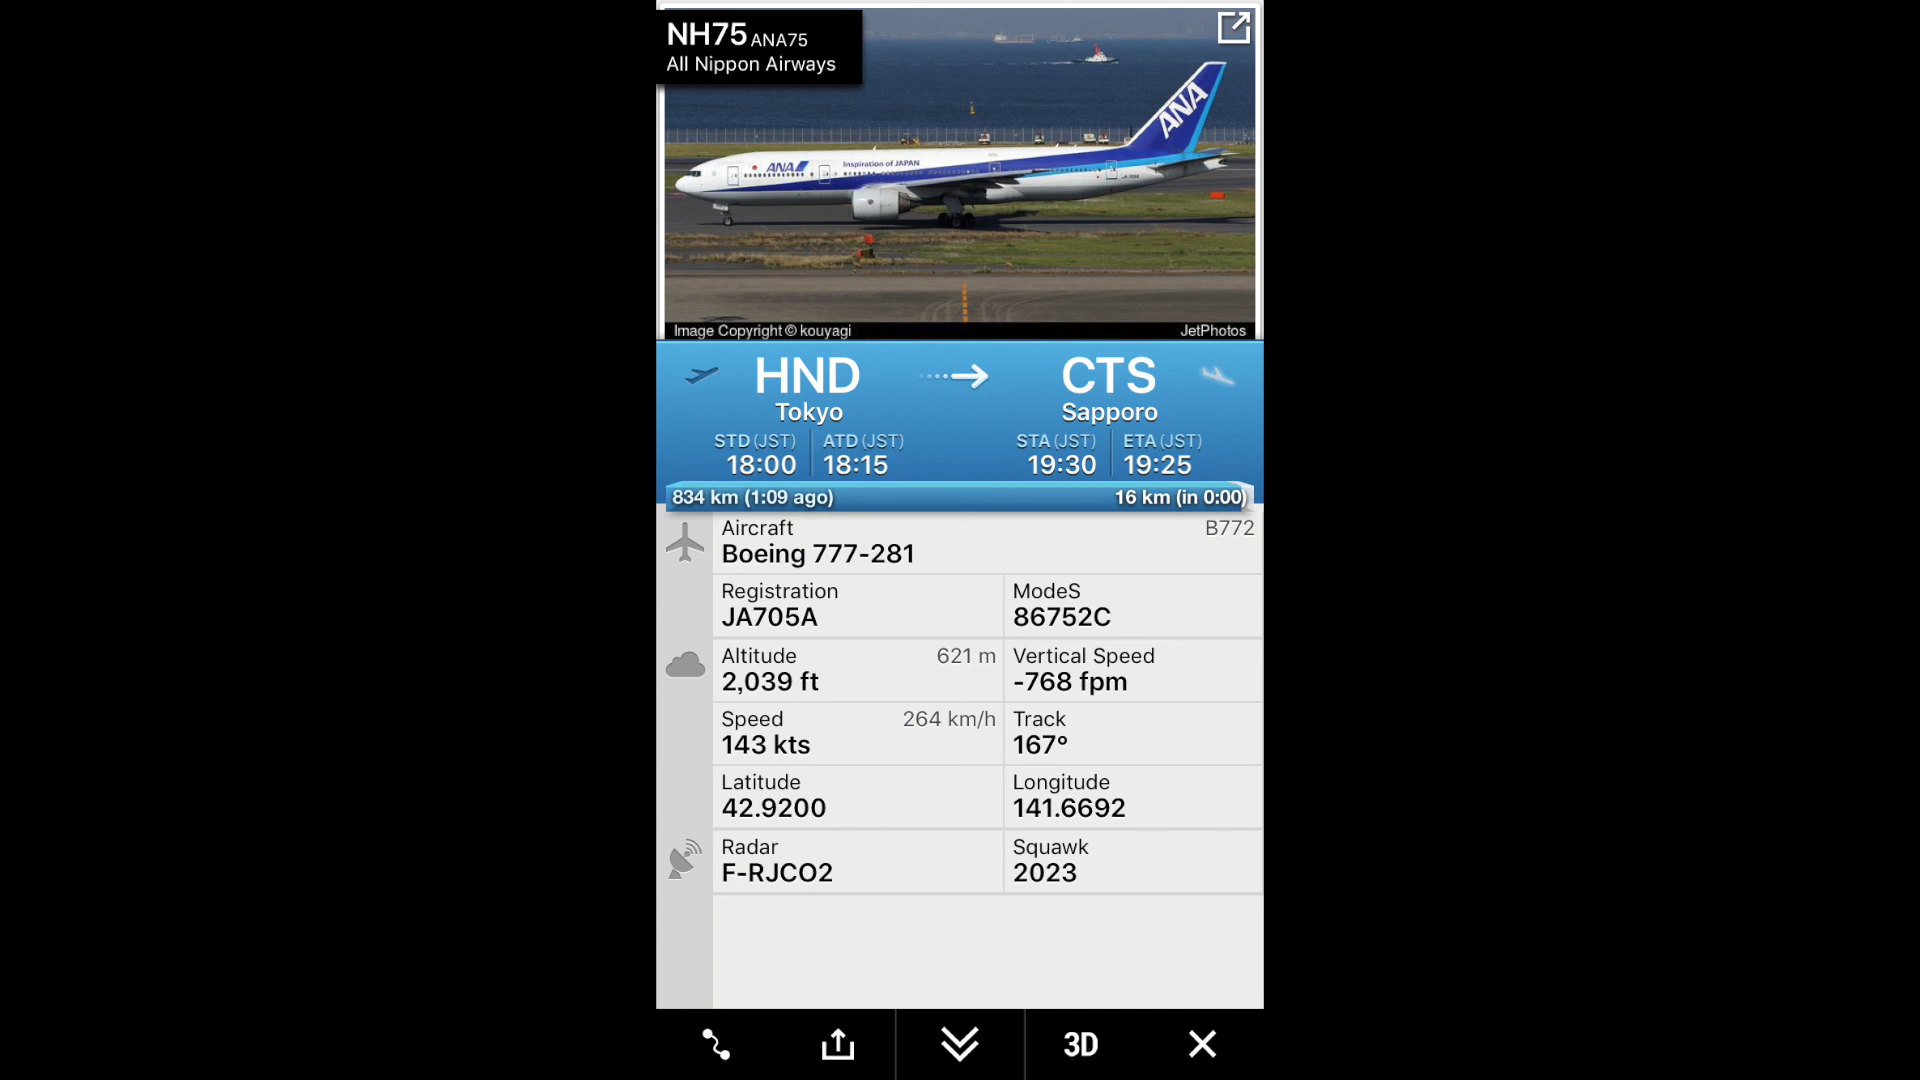 NH75 ANA75
All Nippon Airways
ANA
ANA
Inspiration of JAPAN
Image Copyright © kouyagi
JetPhotos
HND
CTS
Tokyo
Sapporo
STD (JST)
ATD (JST)
STA (JST)
ETA (JST)
18:00
18:15
19:30
19:25
834 km (1:09 ago)
16 km (in 0:00)
Aircraft
B772
Boeing 777-281
Registration
ModeS
JA705A
86752C
Altitude
621 m
Vertical Speed
2,039 ft
-768 fpm
Speed
264 km/h
Track
143 kts
167°
Latitude
Longitude
42.9200
141.6692
Radar
Squawk
F-RJCO2
2023
3D